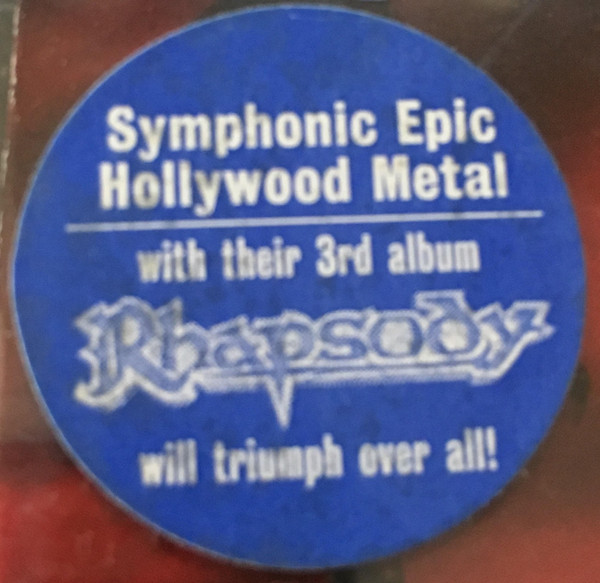 Symphonic Epic
Hollywood Metal
with their 3rd album
Rhapsody
will triumph over all!